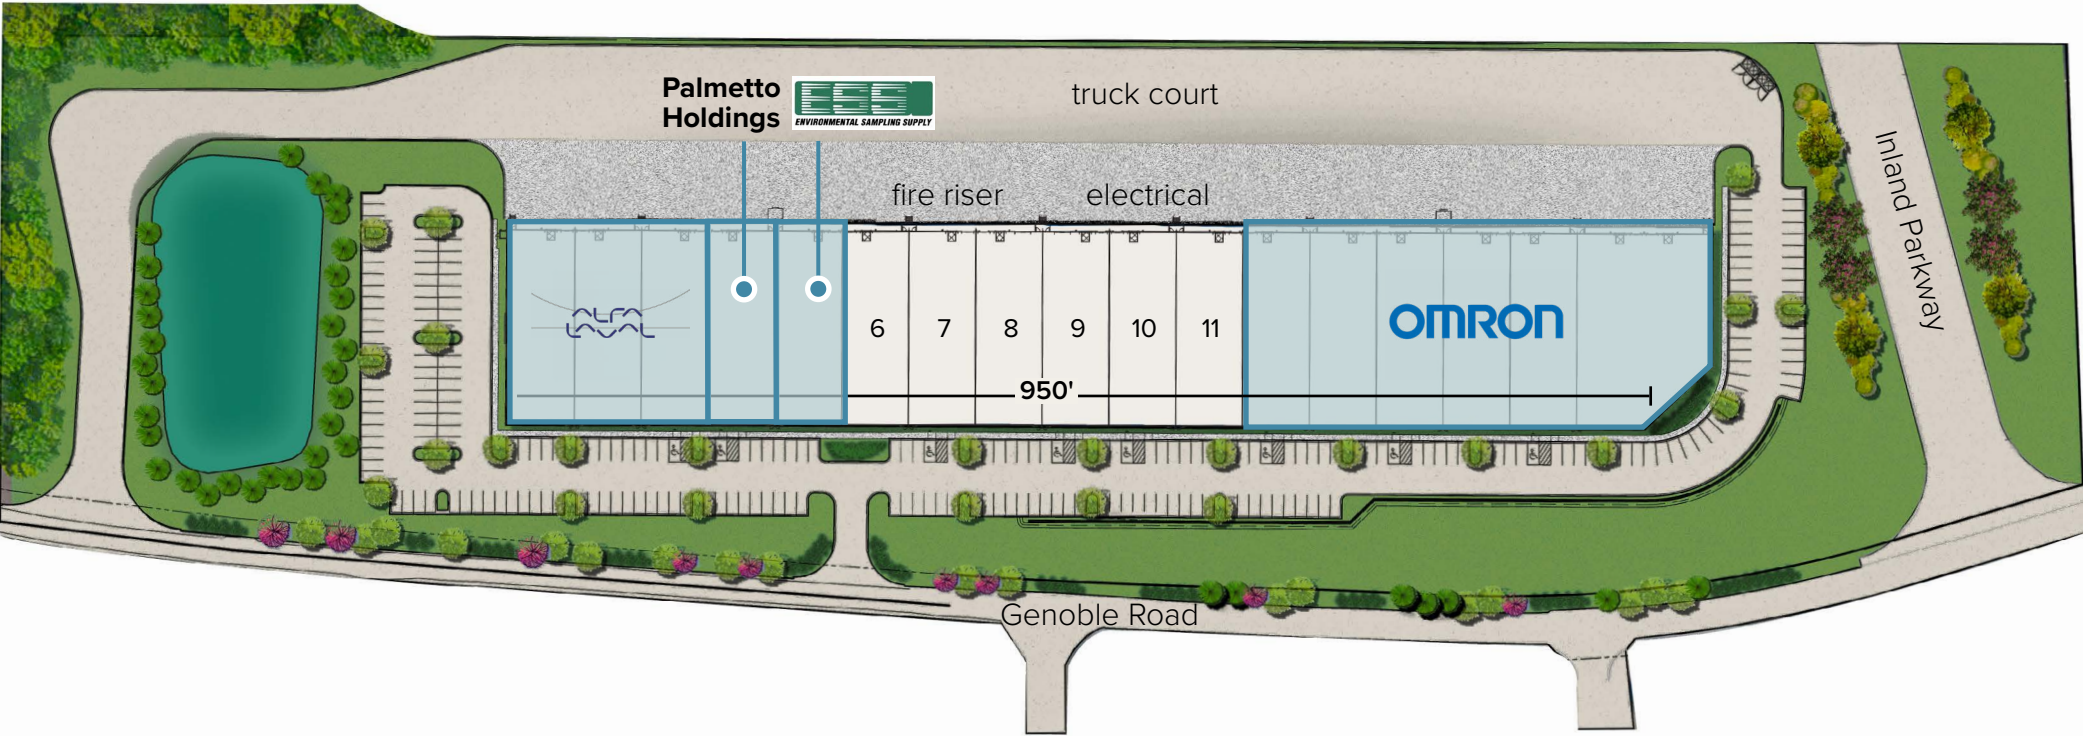 Palmetto
Holdings
ESS
ENVIRONMENTAL SAMPLING SUPPLY
truck court
fire riser
electrical
Inland Parkway
ALFA
LAVAL
6
7
8
9
10
11
OMRON
950'
Genoble Road